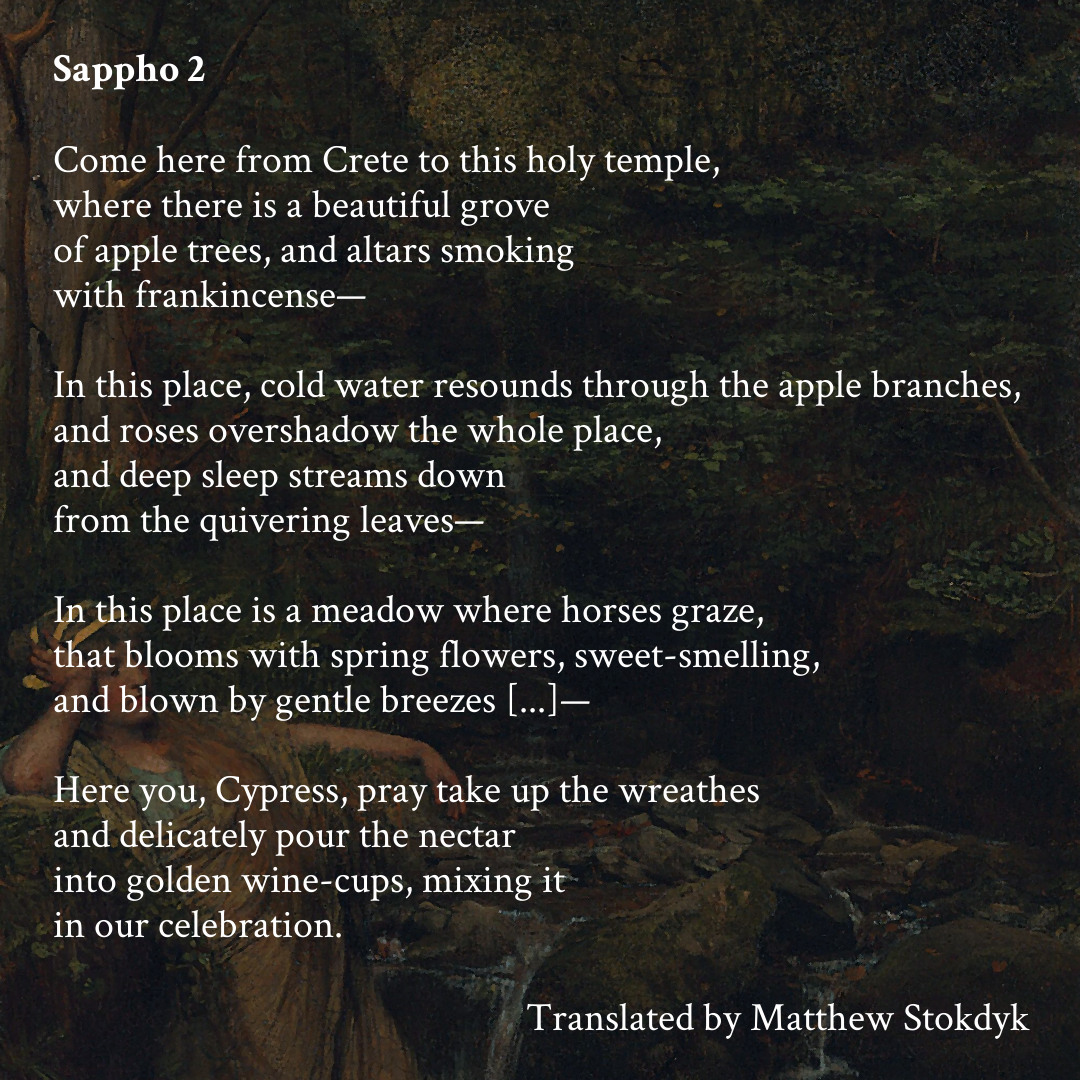 Sappho 2
Come here from Crete to this holy temple,
where there is a beautiful grove
of apple trees, and altars smoking
with frankincense—
In this place, cold water resounds through the apple branches,
and roses overshadow the whole place,
and deep sleep streams down
from the quivering leaves—
In this place is a meadow where horses graze,
that blooms with spring flowers, sweet-smelling,
and blown by gentle breezes [...]—
Here you, Cypress, pray take up the wreathes
and delicately pour the nectar
into golden wine-cups, mixing it
in our celebration.
Translated by Matthew Stokdyk